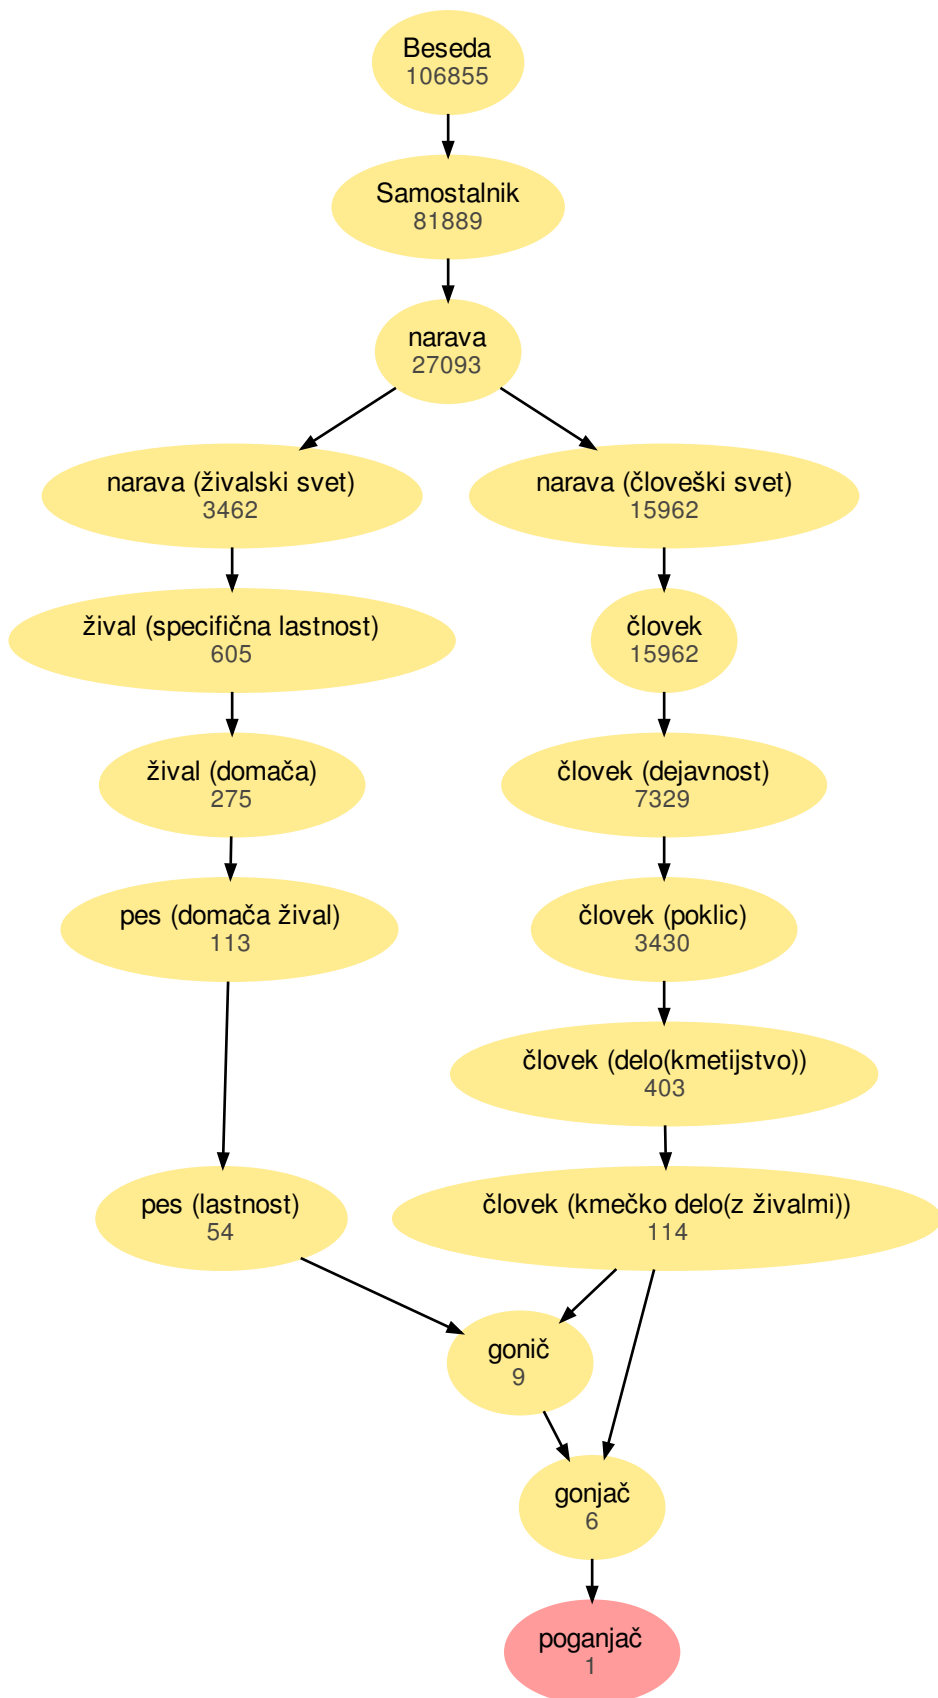 Beseda
106855
Samostalnik
81889
narava
27093
narava (živalski svet)
3462
narava (človeški svet)
15962
žival (specifična lastnost)
605
človek
15962
žival (domača)
275
človek (dejavnost)
7329
pes (domača žival)
113
človek (poklic)
3430
človek (delo(kmetijstvo))
403
pes (lastnost)
54
človek (kmečko delo(z živalmi))
114
gonič
9
gonjač
6
poganjač
1